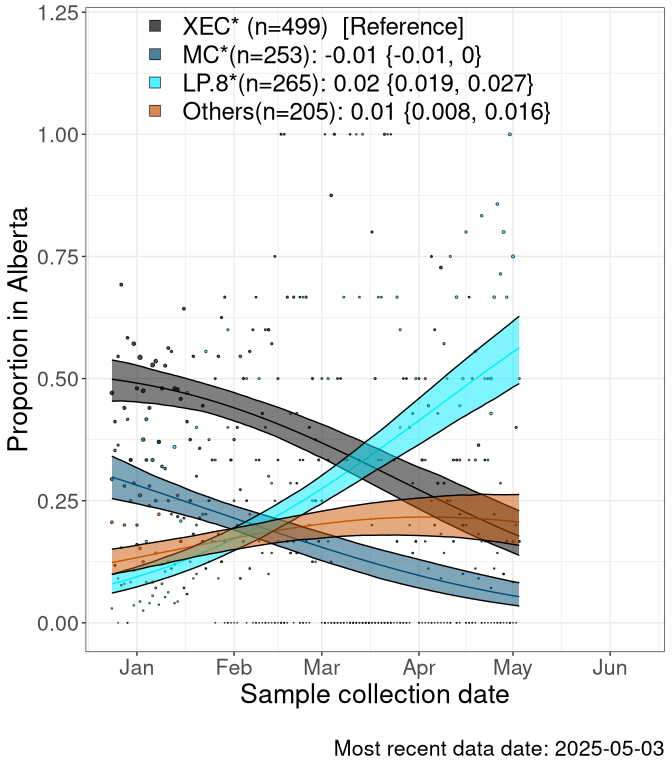 XEC* (n=499) [Reference]
MC*(n=253): -0.01 {-0.01, 0}
LP.8*(n=265): 0.02 {0.019, 0.027}
Others(n=205): 0.01 {0.008, 0.016}
Proportion in Alberta
1.25
1.00
0.75
0.50
0.25
0.00
Jan Feb Mar Apr May Jun
Sample collection date
Most recent data date: 2025-05-03